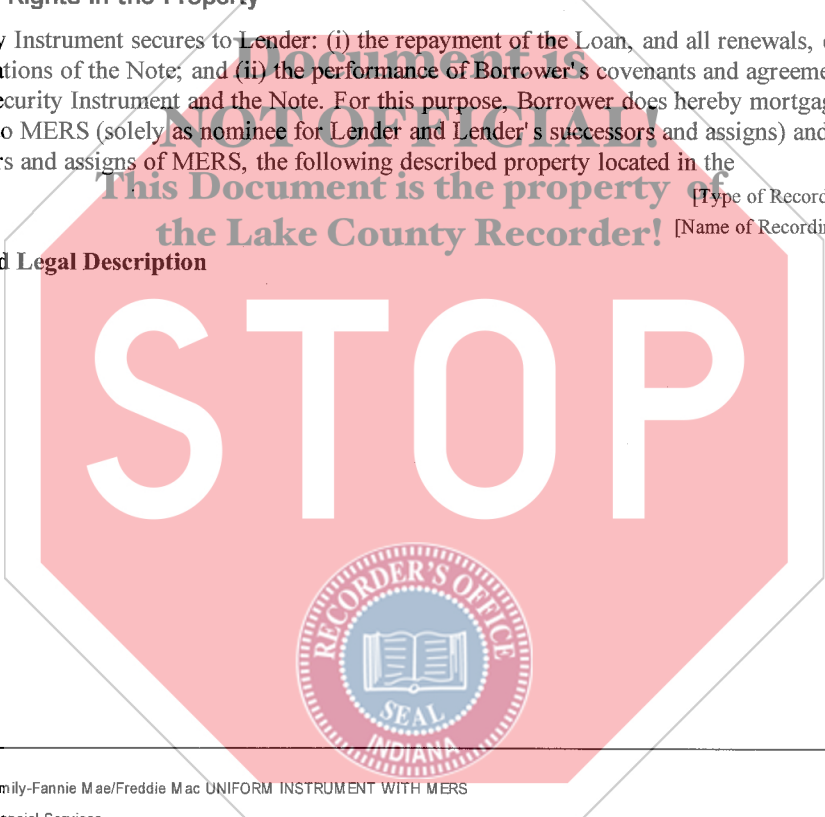 Rights in the Property
Instrument secures to Lender: (i) the repayment of the Loan, and all renewals,
ations of the Note; and (ii) the performance of Borrower's covenants and agreeme
ecurity Instrument and the Note. For this purpose, Borrower does hereby mortgag
o MERS (solely as nominee for Lender and Lender's successors and assigns) and
rs and assigns of MERS, the following described property located in the
[Type of Record
[Name of Recordin
d Legal Description
Document is
NOT OFFICIAL!
This Document is the property of
the Lake County Recorder!
STOP
RECORDER'S OFFICE
SEAL
INDIANA
mily-Fannie Mae/Freddie Mac UNIFORM INSTRUMENT WITH MERS